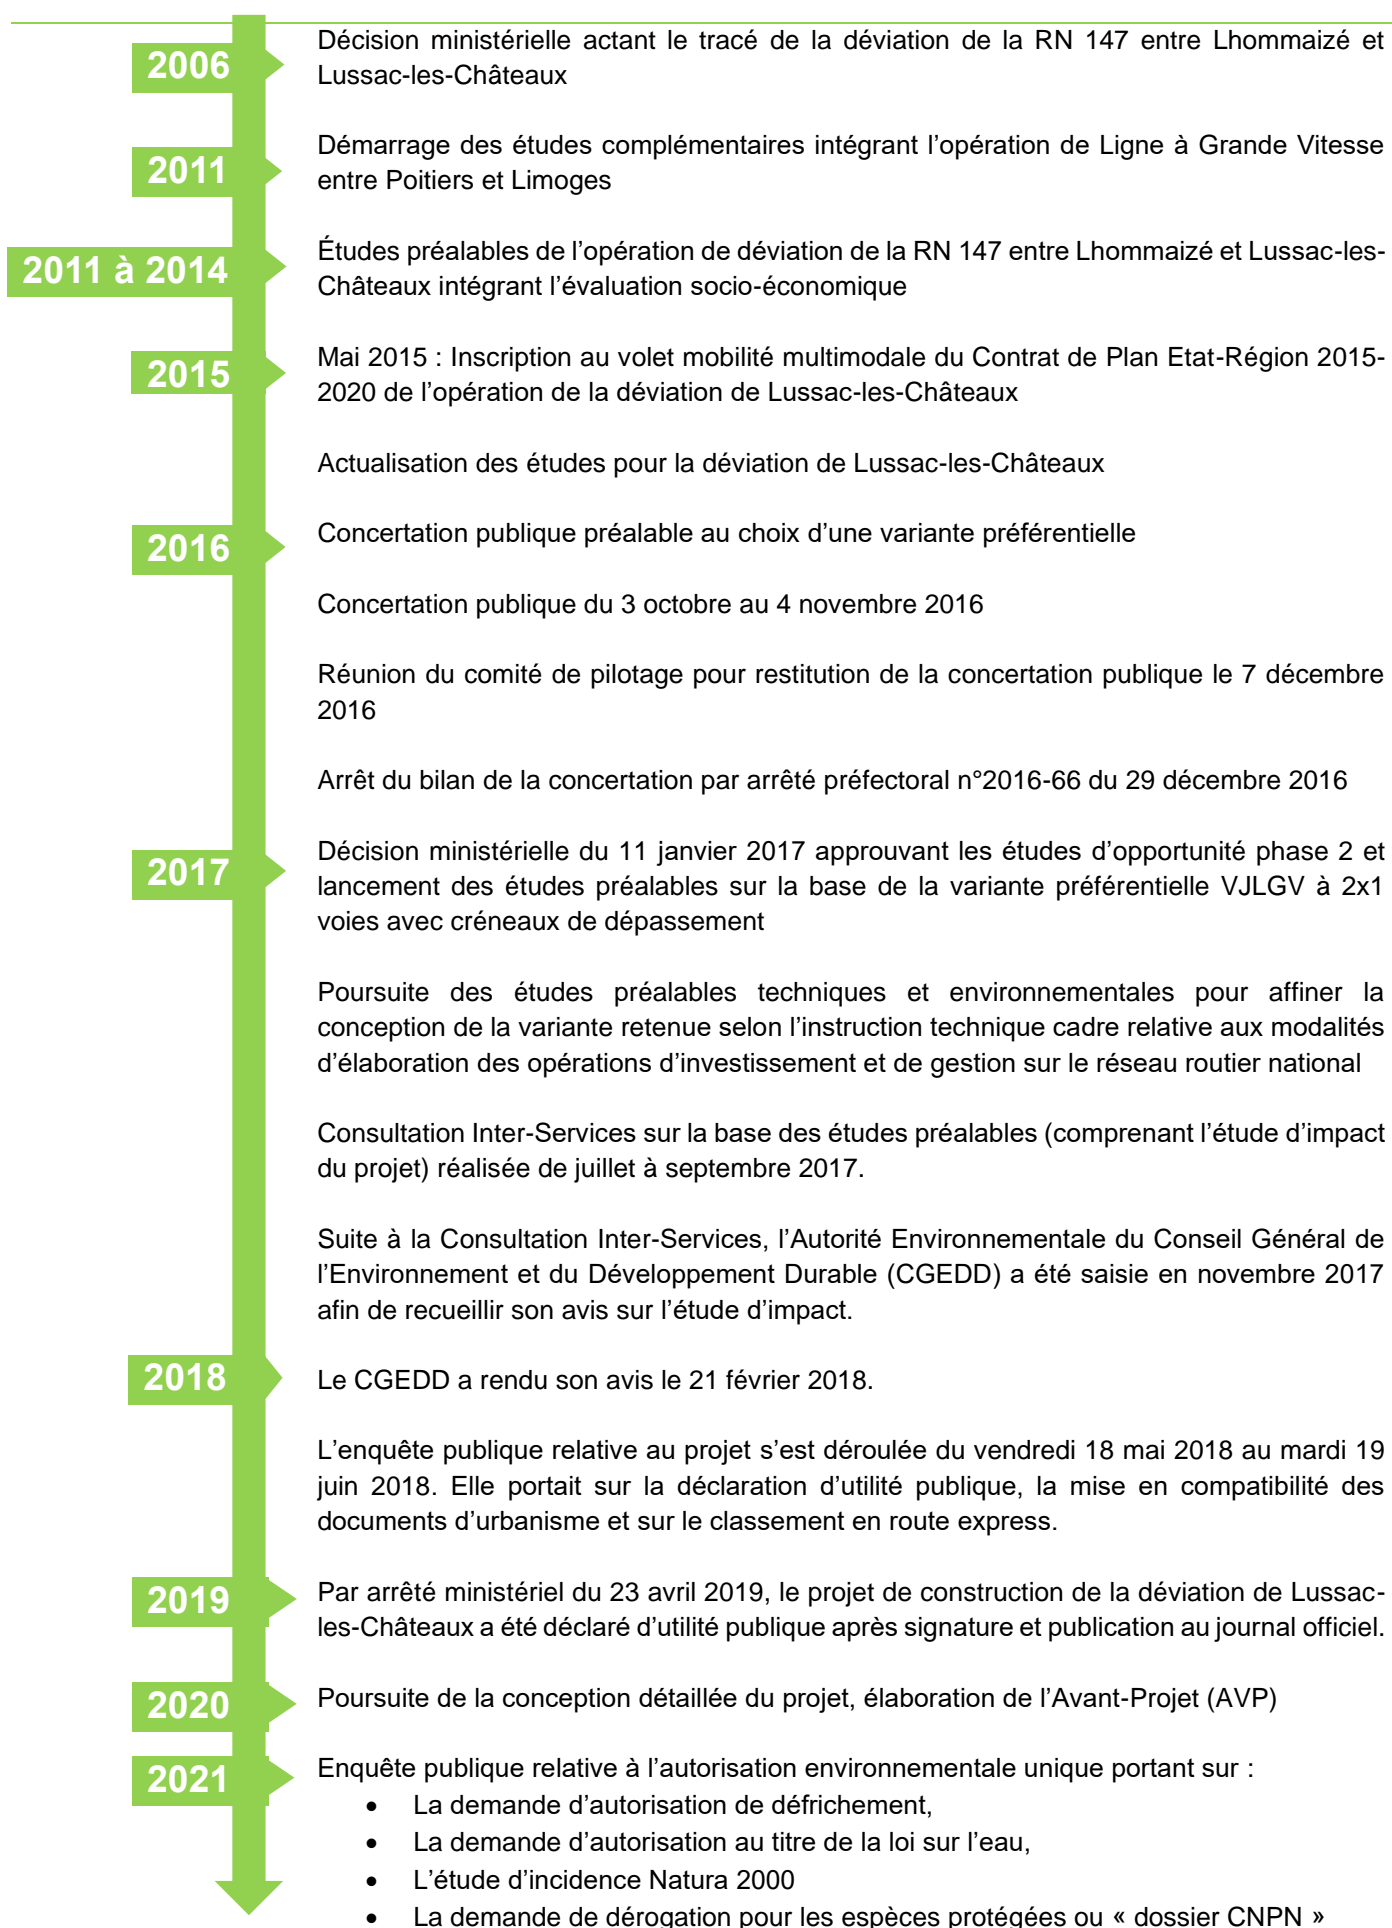 2006
Décision ministérielle actant le tracé de la déviation de la RN 147 entre Lhommaizé et
Lussac-les-Châteaux
2011
Démarrage des études complémentaires intégrant l’opération de Ligne à Grande Vitesse
entre Poitiers et Limoges
2011 à 2014
Études préalables de l’opération de déviation de la RN 147 entre Lhommaizé et Lussac-les-
Châteaux intégrant l’évaluation socio-économique
2015
Mai 2015 : Inscription au volet mobilité multimodale du Contrat de Plan Etat-Région 2015-
2020 de l’opération de la déviation de Lussac-les-Châteaux
Actualisation des études pour la déviation de Lussac-les-Châteaux
2016
Concertation publique préalable au choix d’une variante préférentielle
Concertation publique du 3 octobre au 4 novembre 2016
Réunion du comité de pilotage pour restitution de la concertation publique le 7 décembre
2016
Arrêt du bilan de la concertation par arrêté préfectoral n°2016-66 du 29 décembre 2016
2017
Décision ministérielle du 11 janvier 2017 approuvant les études d’opportunité phase 2 et
lancement des études préalables sur la base de la variante préférentielle VJLGV à 2x1
voies avec créneaux de dépassement
Poursuite des études préalables techniques et environnementales pour affiner la
conception de la variante retenue selon l’instruction technique cadre relative aux modalités
d’élaboration des opérations d’investissement et de gestion sur le réseau routier national
Consultation Inter-Services sur la base des études préalables (comprenant l’étude d’impact
du projet) réalisée de juillet à septembre 2017.
Suite à la Consultation Inter-Services, l’Autorité Environnementale du Conseil Général de
l’Environnement et du Développement Durable (CGEDD) a été saisie en novembre 2017
afin de recueillir son avis sur l’étude d’impact.
2018
Le CGEDD a rendu son avis le 21 février 2018.
L’enquête publique relative au projet s’est déroulée du vendredi 18 mai 2018 au mardi 19
juin 2018. Elle portait sur la déclaration d’utilité publique, la mise en compatibilité des
documents d’urbanisme et sur le classement en route express.
2019
Par arrêté ministériel du 23 avril 2019, le projet de construction de la déviation de Lussac-
les-Châteaux a été déclaré d’utilité publique après signature et publication au journal officiel.
2020
Poursuite de la conception détaillée du projet, élaboration de l’Avant-Projet (AVP)
2021
Enquête publique relative à l’autorisation environnementale unique portant sur :
• La demande d’autorisation de défrichement,
• La demande d’autorisation au titre de la loi sur l’eau,
• L’étude d’incidence Natura 2000
• La demande de dérogation pour les espèces protégées ou « dossier CNPN »